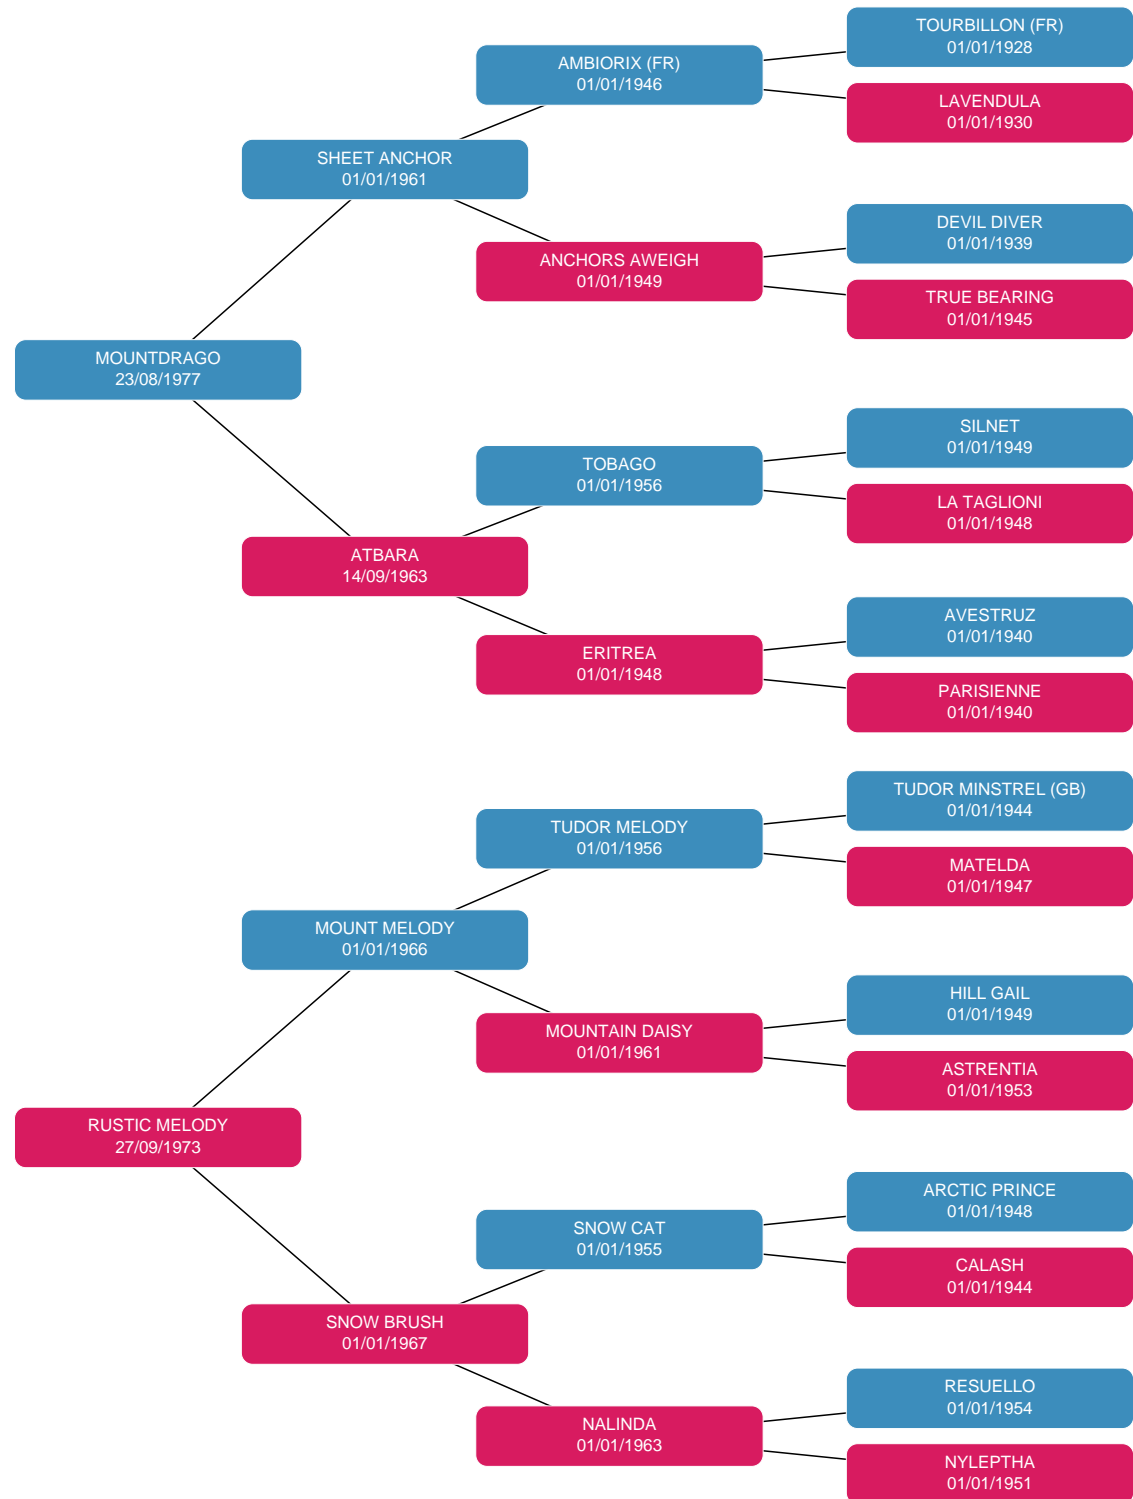 TOURBILLON (FR)
01/01/1928
AMBIORIX (FR)
01/01/1946
LAVENDULA
01/01/1930
SHEET ANCHOR
01/01/1961
DEVIL DIVER
01/01/1939
ANCHORS AWEIGH
01/01/1949
TRUE BEARING
01/01/1945
MOUNTDRAGO
23/08/1977
SILNET
01/01/1949
TOBAGO
01/01/1956
LA TAGLIONI
01/01/1948
ATBARA
14/09/1963
AVESTRUZ
01/01/1940
ERITREA
01/01/1948
PARISIENNE
01/01/1940
TUDOR MINSTREL (GB)
01/01/1944
TUDOR MELODY
01/01/1956
MATELDA
01/01/1947
MOUNT MELODY
01/01/1966
HILL GAIL
01/01/1949
MOUNTAIN DAISY
01/01/1961
ASTRENTIA
01/01/1953
RUSTIC MELODY
27/09/1973
ARCTIC PRINCE
01/01/1948
SNOW CAT
01/01/1955
CALASH
01/01/1944
SNOW BRUSH
01/01/1967
RESUELLO
01/01/1954
NALINDA
01/01/1963
NYLEPTHA
01/01/1951